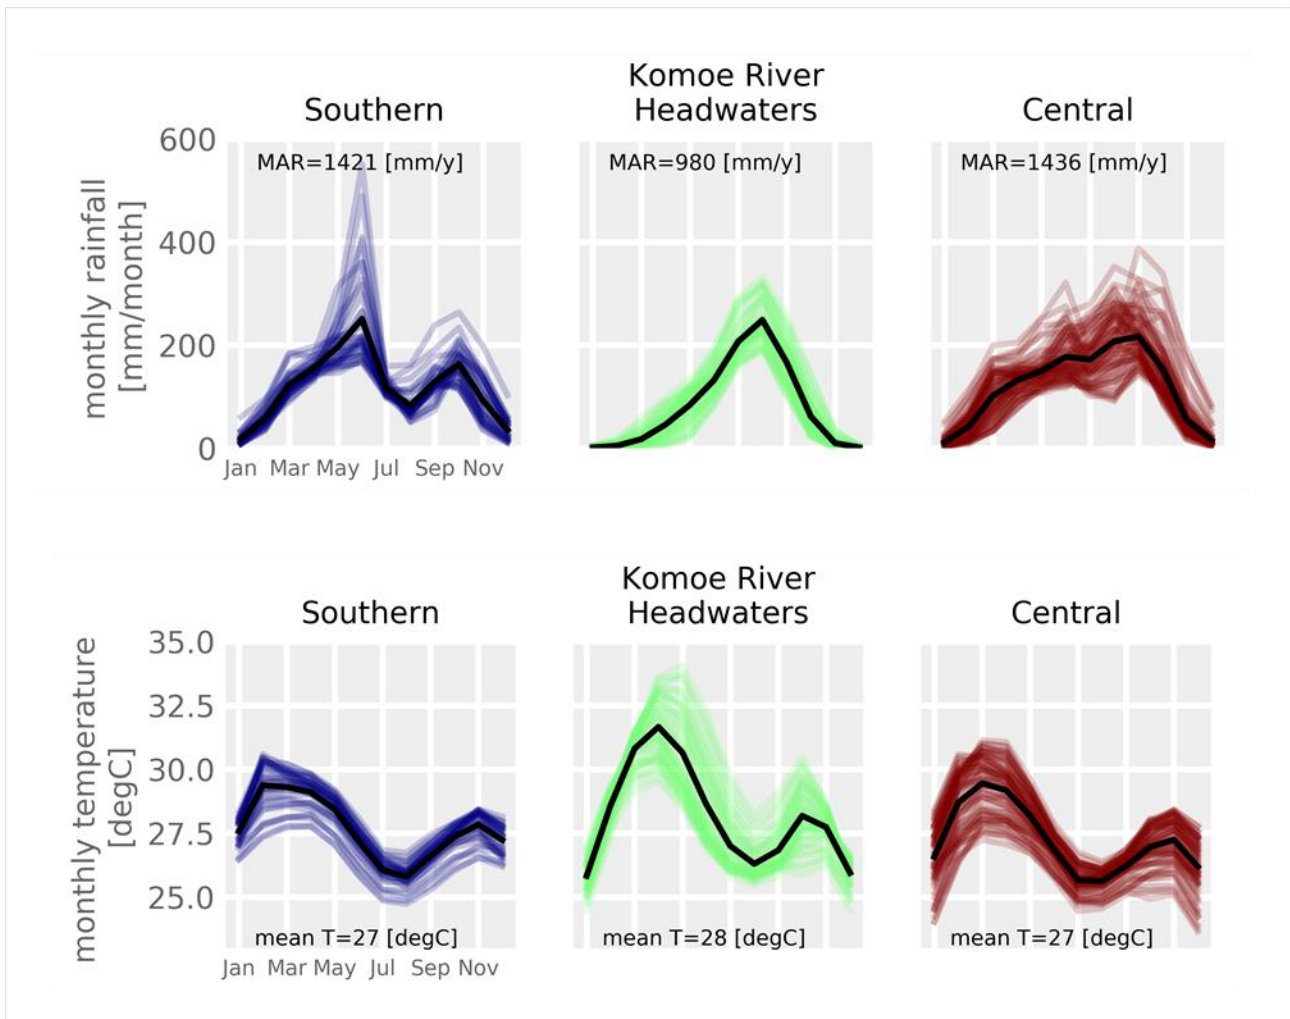 Southern
Komoe River
Headwaters
Central
monthly rainfall
[mm/month]
600
400
200
0
MAR=1421 [mm/y]
MAR=980 [mm/y]
MAR=1436 [mm/y]
Jan Mar May Jul Sep Nov
Southern
Komoe River
Headwaters
Central
monthly temperature
[degC]
35.0
32.5
30.0
27.5
25.0
mean T=27 [degC]
mean T=28 [degC]
mean T=27 [degC]
Jan Mar May Jul Sep Nov